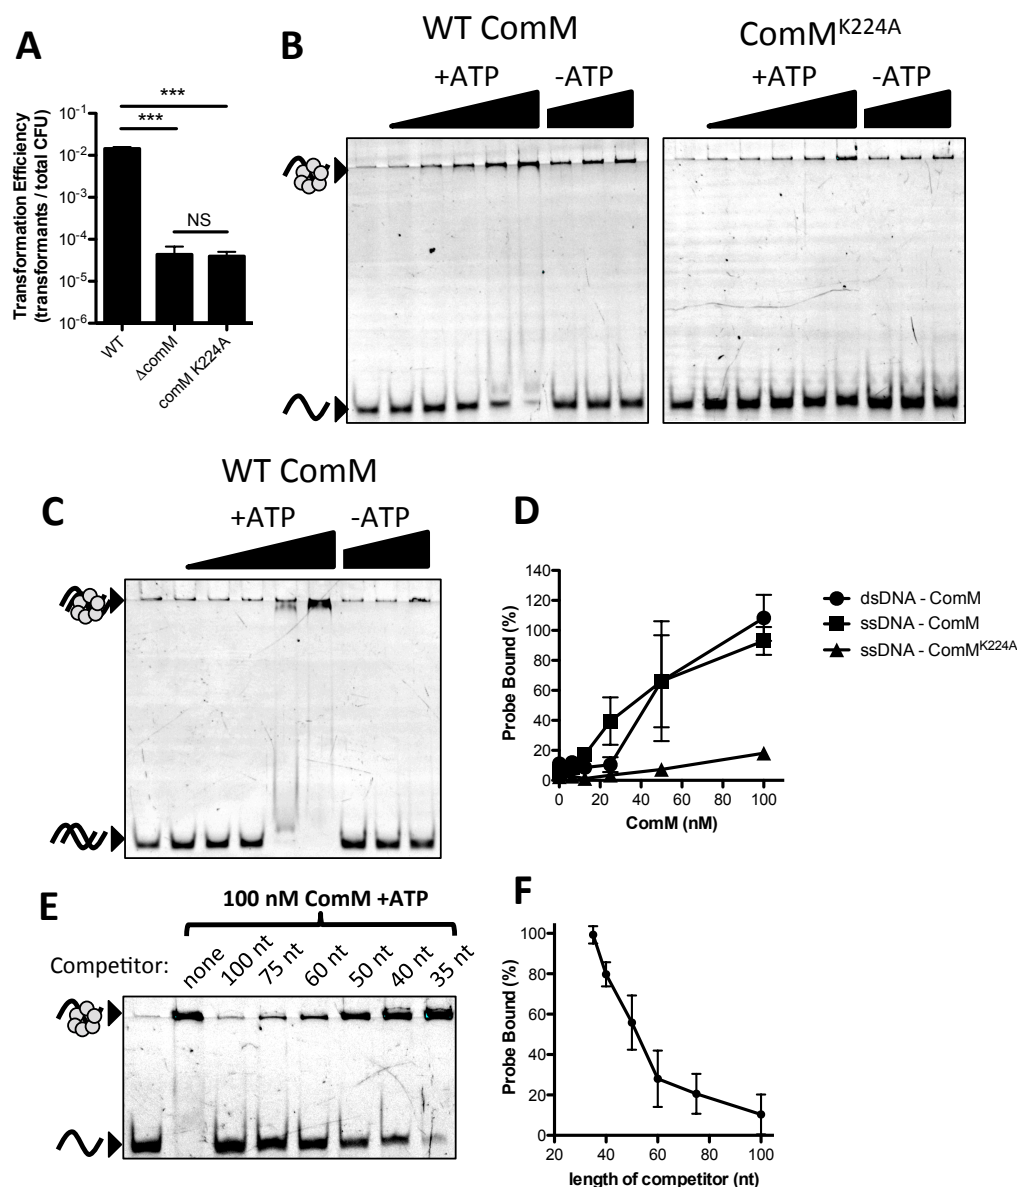 A
Transformation Efficiency
(transformants / total CFU)
10-1
10-2
10-3
10-4
10-5
10-6
***
***
NS
WT
ΔcomM
comM K224A
B
WT ComM
ComMK224A
+ATP
-ATP
+ATP
-ATP
C
WT ComM
+ATP
-ATP
D
Probe Bound (%)
140
120
100
80
60
40
20
0
0
20
40
60
80
100
ComM (nM)
dsDNA - ComM
ssDNA - ComM
ssDNA - ComMK224A
E
100 nM ComM +ATP
Competitor:
none
100 nt
75 nt
60 nt
50 nt
40 nt
35 nt
F
Probe Bound (%)
100
80
60
40
20
0
20
40
60
80
100
length of competitor (nt)